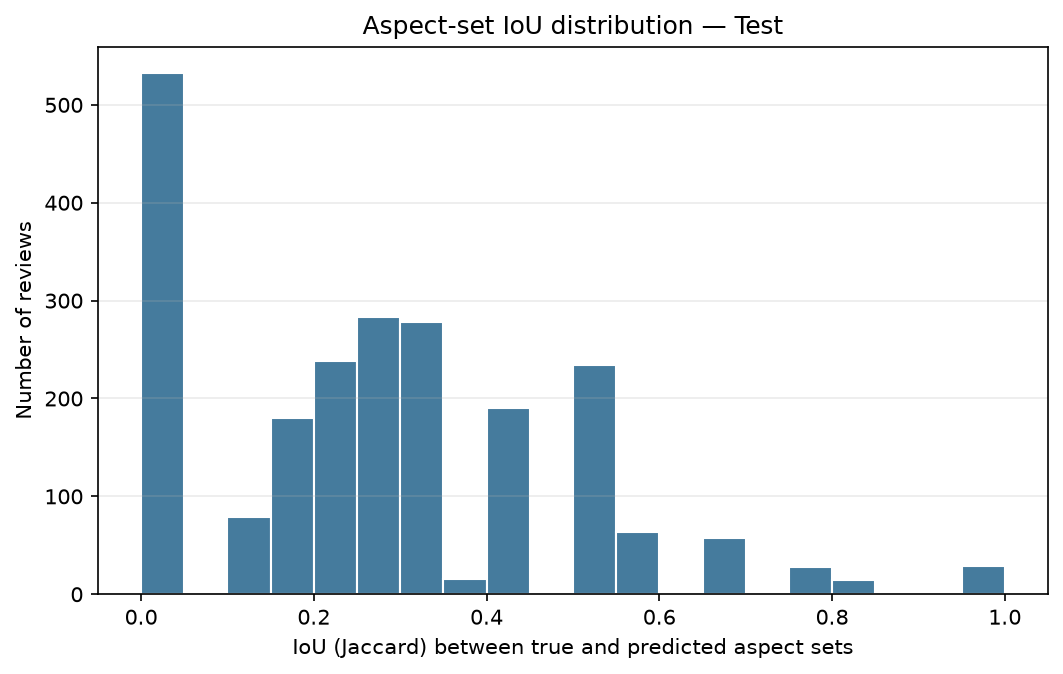 Aspect-set IoU distribution — Test
Number of reviews
500
400
300
200
100
0
0.0 0.2 0.4 0.6 0.8 1.0
IoU (Jaccard) between true and predicted aspect sets